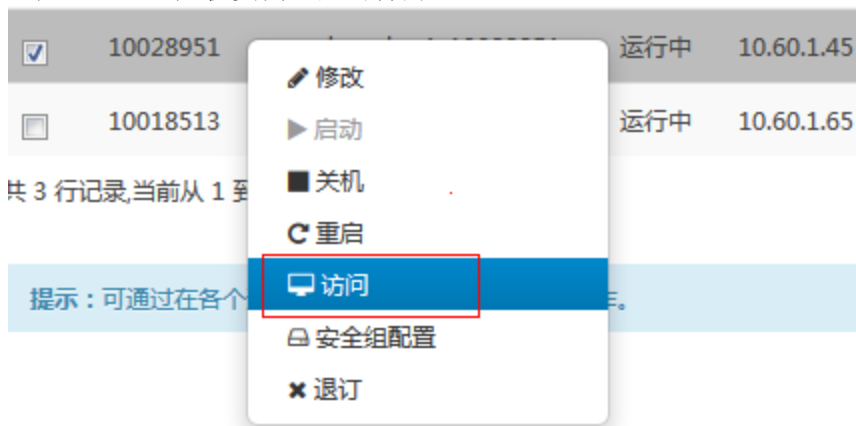 10028951 运行中 10.60.1.45
修改
10018513 启动 运行中 10.60.1.65
关机
共 3 行记录,当前从 1 到
重启
访问
提示：可通过在各个 。
安全组配置
退订